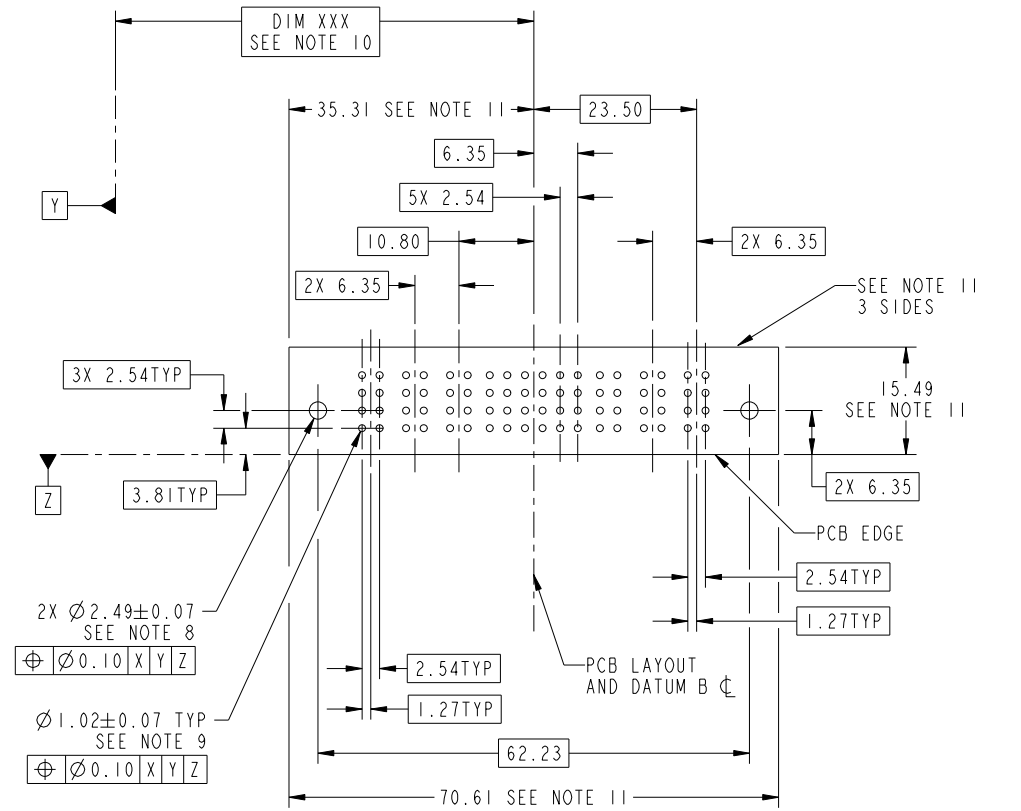 DIM XXX
SEE NOTE 10
35.31 SEE NOTE 11
23.50
6.35
Y
5X 2.54
10.80
2X 6.35
2X 6.35
SEE NOTE 11
3 SIDES
3X 2.54TYP
15.49
SEE NOTE 11
Z
3.81TYP
2X 6.35
PCB EDGE
2.54TYP
1.27TYP
2X Ø2.49±0.07
SEE NOTE 8
⌖ Ø0.10 X Y Z
PCB LAYOUT
AND DATUM B ℄
2.54TYP
1.27TYP
Ø1.02±0.07 TYP
SEE NOTE 9
⌖ Ø0.10 X Y Z
62.23
70.61 SEE NOTE 11